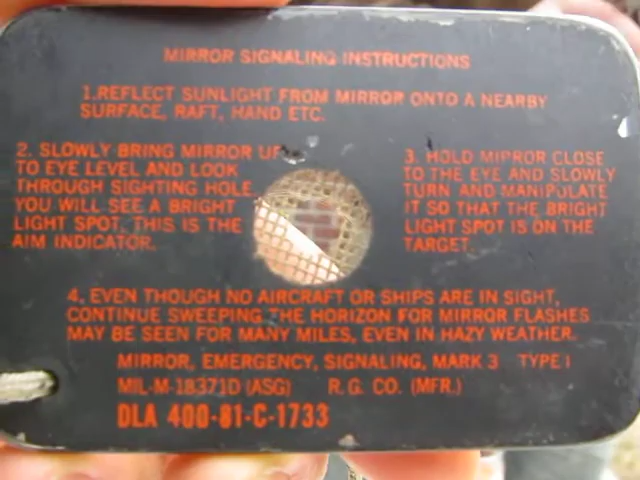 MIRROR SIGNALING INSTRUCTIONS
1.REFLECT SUNLIGHT FROM MIRROR ONTO A NEARBY
SURFACE, RAFT, HAND ETC.
2. SLOWLY BRING MIRROR UP
TO EYE LEVEL AND LOOK
THROUGH SIGHTING HOLE
YOU WILL SEE A BRIGHT
LIGHT SPOT. THIS IS THE
AIM INDICATOR.
3. HOLD MIRROR CLOSE
TO THE EYE AND SLOWLY
TURN AND MANIPULATE
IT SO THAT THE BRIGHT
LIGHT SPOT IS ON THE
TARGET.
4. EVEN THOUGH NO AIRCRAFT OR SHIPS ARE IN SIGHT,
CONTINUE SWEEPING THE HORIZON FOR MIRROR FLASHES
MAY BE SEEN FOR MANY MILES, EVEN IN HAZY WEATHER.
MIRROR, EMERGENCY, SIGNALING, MARK 3 TYPE I
MIL-M-18371D (ASG) R.G. CO. (MFR.)
DLA 400-81-C-1733